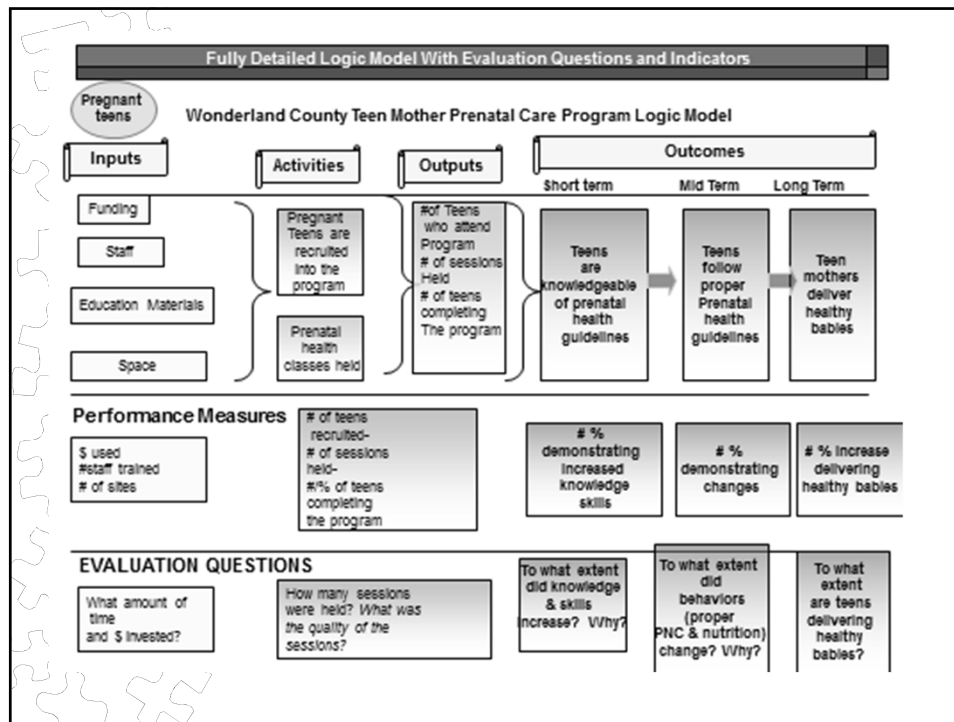 Fully Detailed Logic Model With Evaluation Questions and Indicators
Pregnant
teens
Wonderland County Teen Mother Prenatal Care Program Logic Model
Inputs
Activities
Outputs
Outcomes
Short term
Mid Term
Long Term
Funding
Staff
Education Materials
Space
Pregnant
Teens are
recruited
into the
program
Prenatal
health
classes held
#of Teens
who attend
Program
# of sessions
Held
# of teens
completing
The program
Teens
are
knowledgeable
of prenatal
health
guidelines
Teens
follow
proper
Prenatal
health
guidelines
Teen
mothers
deliver
healthy
babies
Performance Measures
$ used
#staff trained
# of sites
# of teens
recruited-
# of sessions
held-
#/% of teens
completing
the program
# %
demonstrating
increased
knowledge
skills
# %
demonstrating
changes
# % increase
delivering
healthy babies
EVALUATION QUESTIONS
What amount of
time
and $ invested?
How many sessions
were held? What was
the quality of the
sessions?
To what extent
did knowledge
& skills
increase? Why?
To what extent
did
behaviors
(proper
PNC & nutrition)
change? Why?
To what
extent
are teens
delivering
healthy
babies?